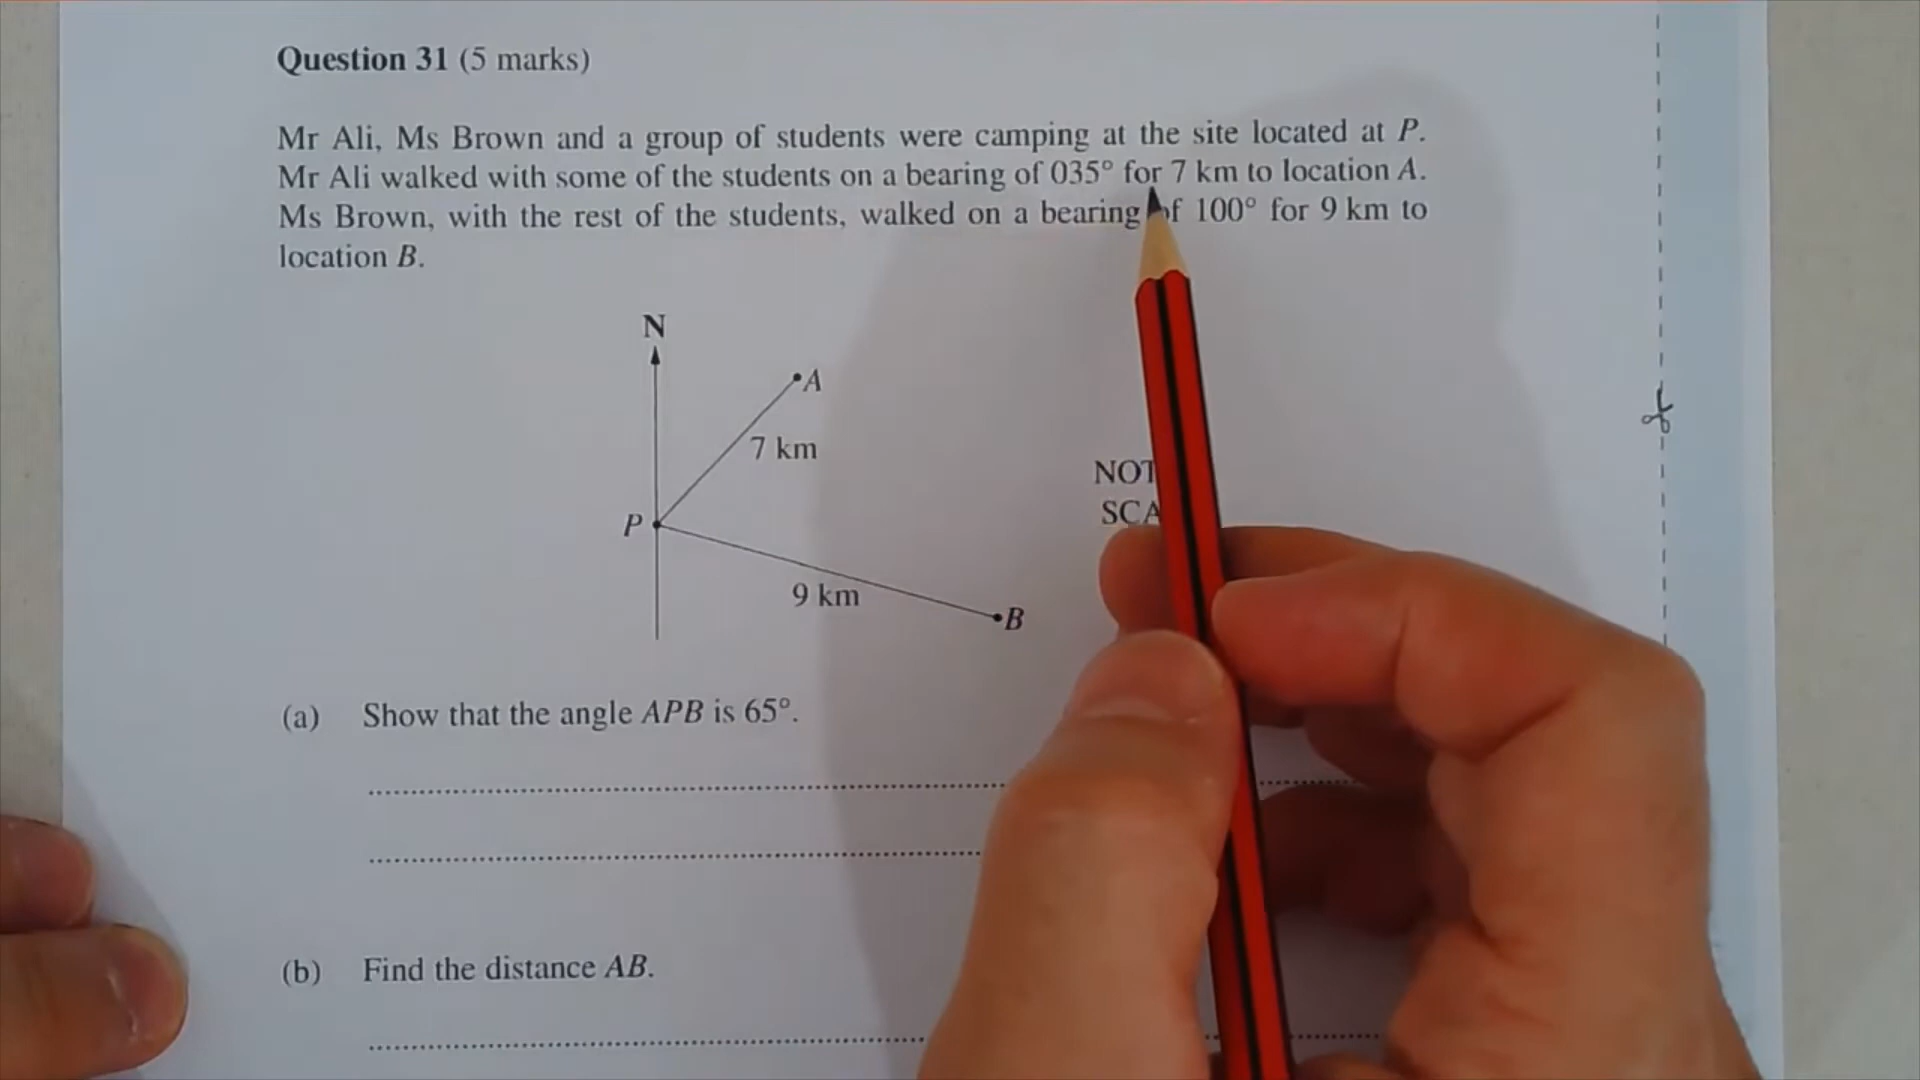 Question 31 (5 marks)
Mr Ali, Ms Brown and a group of students were camping at the site located at P.
Mr Ali walked with some of the students on a bearing of 035° for 7 km to location A.
Ms Brown, with the rest of the students, walked on a bearing of 100° for 9 km to
location B.
N
A
7 km
NOT
P
SCA
9 km
B
(a) Show that the angle APB is 65°.
(b) Find the distance AB.